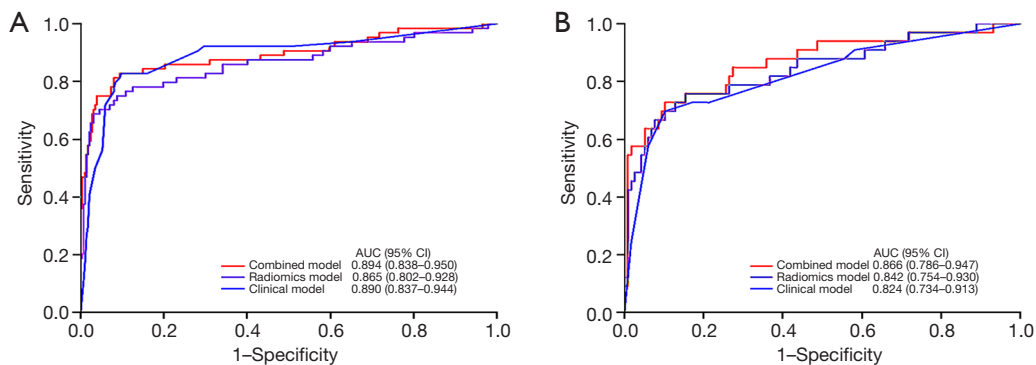 A
1.0
0.8
0.6
0.4
0.2
0.0
Sensitivity
AUC (95% CI)
Combined model 0.894 (0.838–0.950)
Radiomics model 0.865 (0.802–0.928)
Clinical model 0.890 (0.837–0.944)
0.0 0.2 0.4 0.6 0.8 1.0
1–Specificity
B
1.0
0.8
0.6
0.4
0.2
0.0
Sensitivity
AUC (95% CI)
Combined model 0.866 (0.786–0.947)
Radiomics model 0.842 (0.754–0.930)
Clinical model 0.824 (0.734–0.913)
0.0 0.2 0.4 0.6 0.8 1.0
1–Specificity